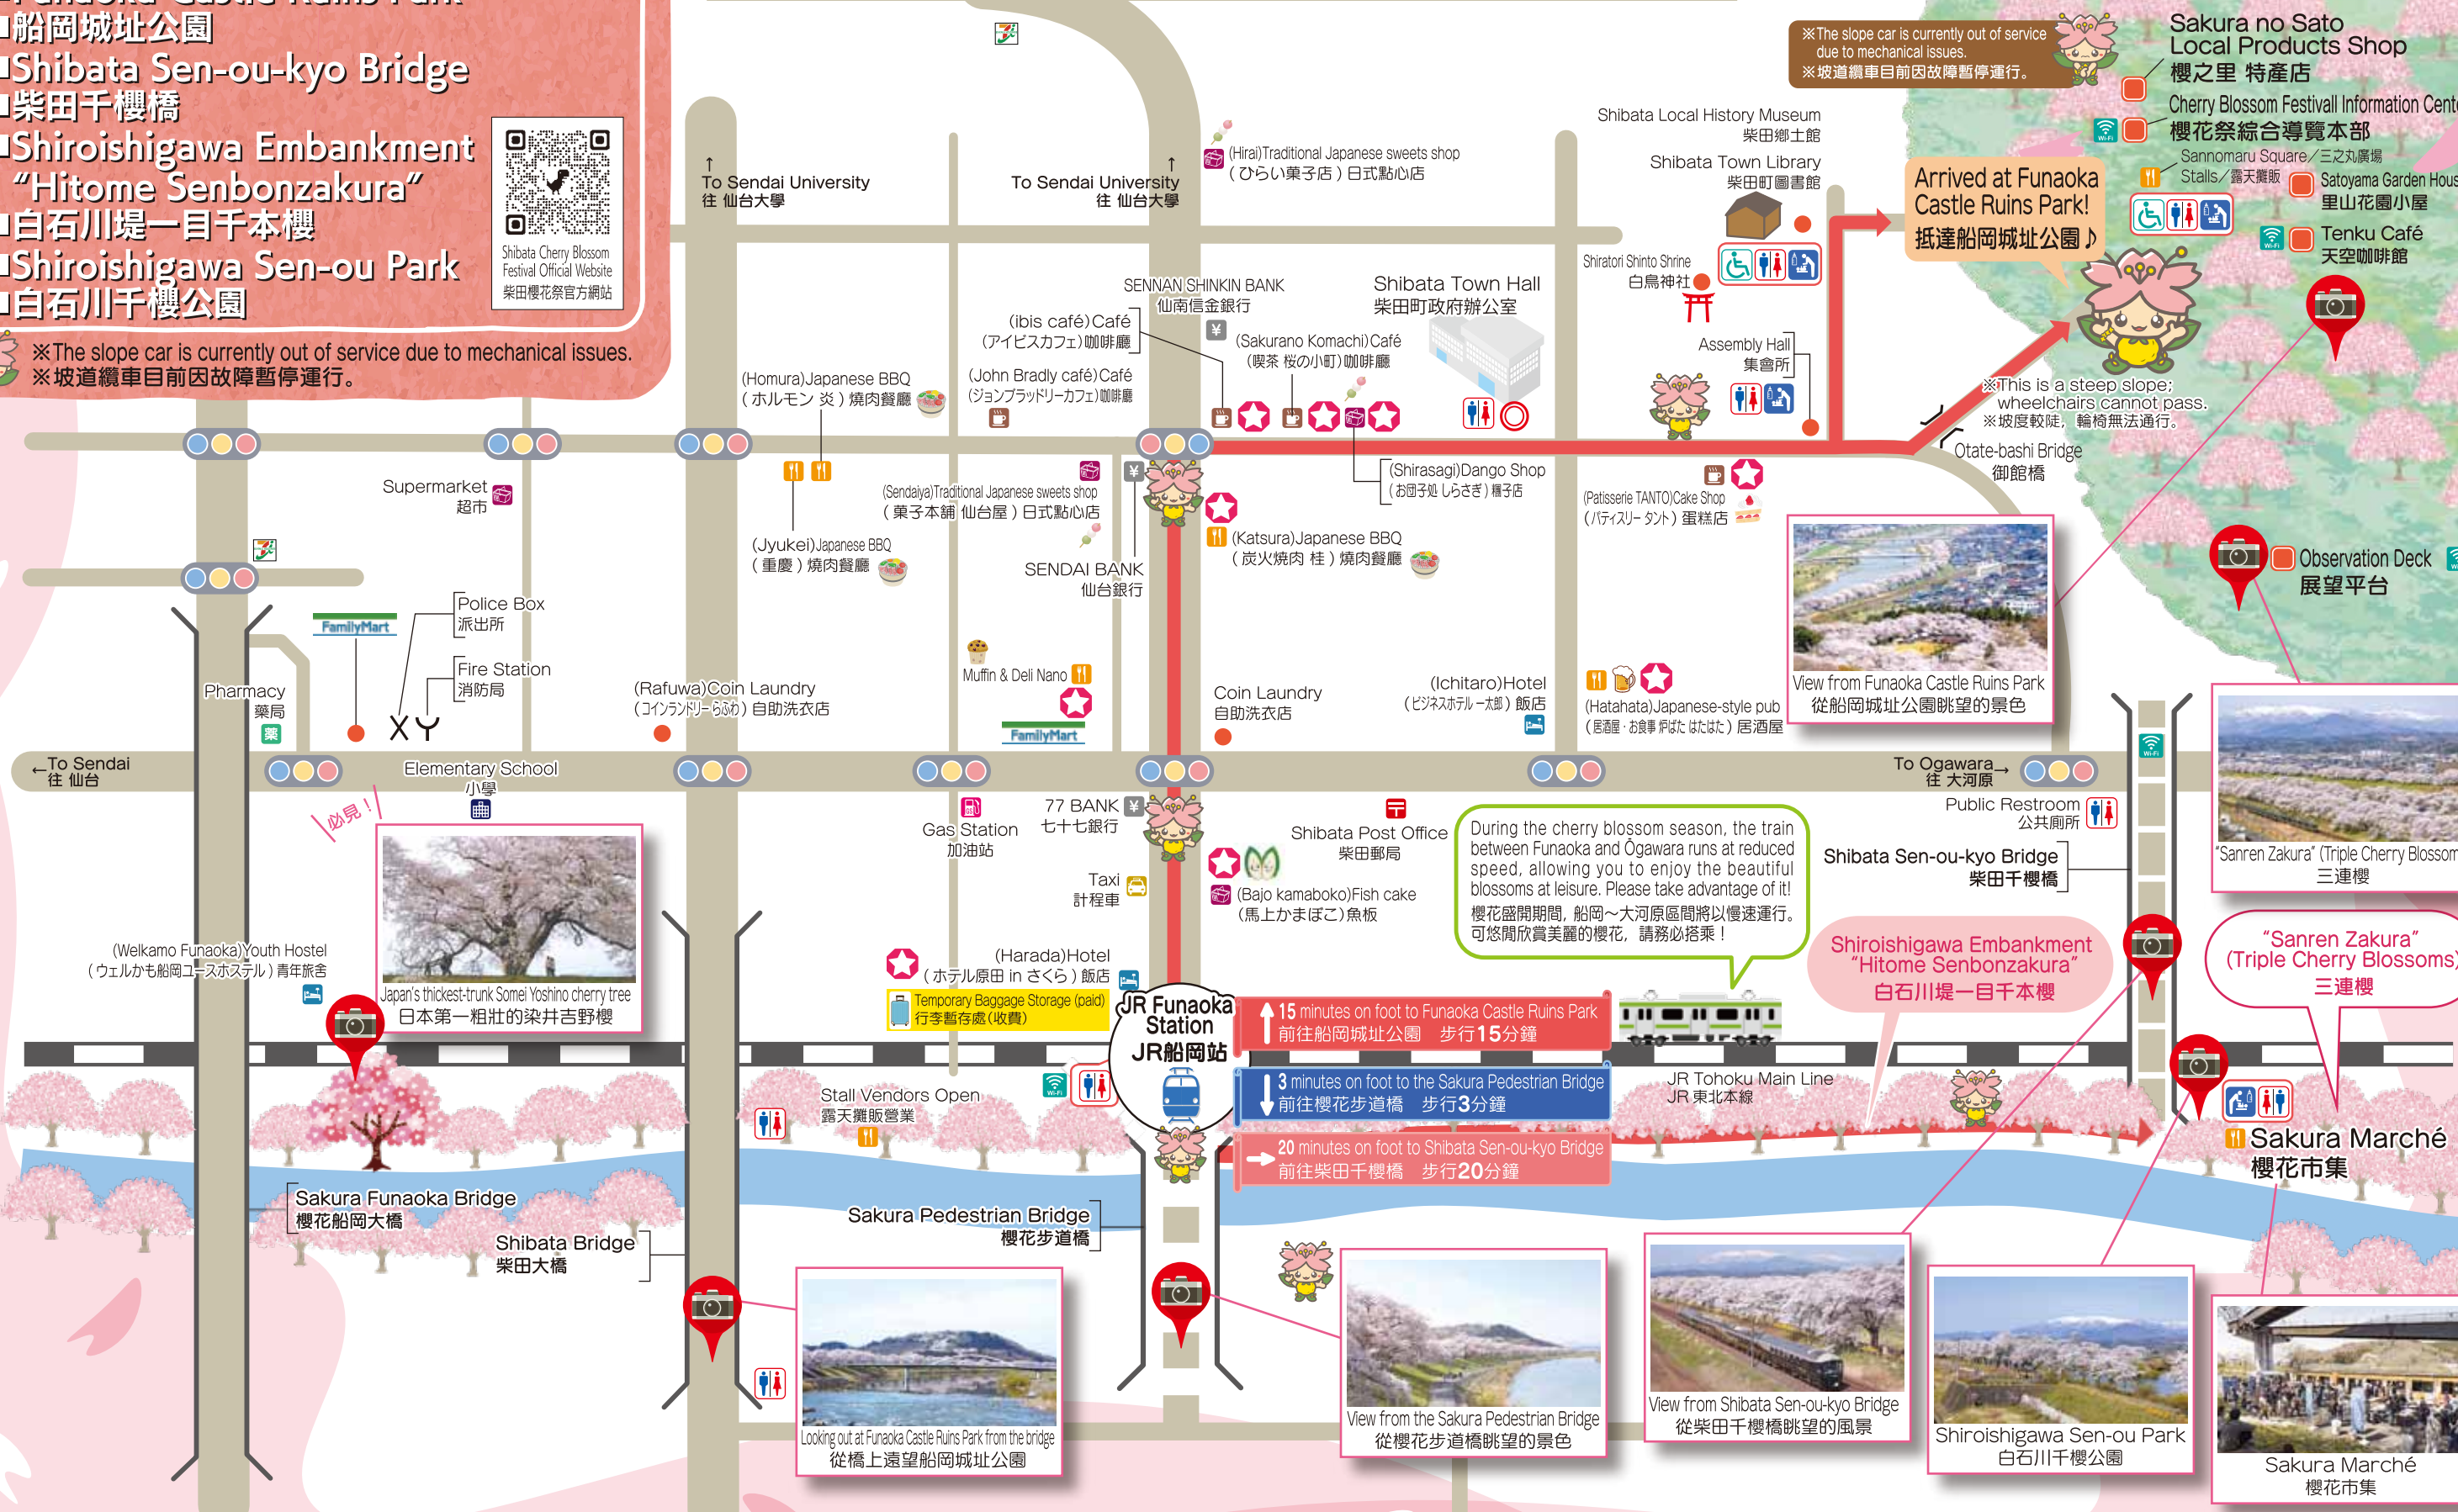 ■船岡城址公園
■Shibata Sen-ou-kyo Bridge
■柴田千櫻橋
■Shiroishigawa Embankment
“Hitome Senbonzakura”
■白石川堤一目千本櫻
■Shiroishigawa Sen-ou Park
■白石川千櫻公園
Shibata Cherry Blossom
Festival Official Website
柴田櫻花祭官方網站
※The slope car is currently out of service due to mechanical issues.
※坡道纜車目前因故障暫停運行。
↑
To Sendai University
往 仙台大學
↑
To Sendai University
往 仙台大學
(Hirai)Traditional Japanese sweets shop
(ひらい菓子店)日式點心店
※The slope car is currently out of service
due to mechanical issues.
※坡道纜車目前因故障暫停運行。
Sakura no Sato
Local Products Shop
櫻之里 特產店
Cherry Blossom Festivall Information Cente
櫻花祭綜合導覽本部
Wi-Fi
Sannomaru Square／三之丸廣場
Stalls／露天攤販
Satoyama Garden Hous
里山花園小屋
Tenku Café
天空咖啡館
Wi-Fi
Shibata Local History Museum
柴田鄉土館
Shibata Town Library
柴田町圖書館
Arrived at Funaoka
Castle Ruins Park!
抵達船岡城址公園♪
Shiratori Shinto Shrine
白鳥神社
SENNAN SHINKIN BANK
仙南信金銀行
¥
Shibata Town Hall
柴田町政府辦公室
(ibis café)Café
(アイビスカフェ)咖啡廳
(Sakurano Komachi)Café
(喫茶 桜の小町)咖啡廳
Assembly Hall
集會所
(Homura)Japanese BBQ
(ホルモン 炎)燒肉餐廳
(John Bradly café)Café
(ジョンブラッドリーカフェ)咖啡廳
※This is a steep slope;
wheelchairs cannot pass.
※坡度較陡，輪椅無法通行。
Otate-bashi Bridge
御館橋
Supermarket
超市
(Sendaiya)Traditional Japanese sweets shop
(菓子本舗 仙台屋)日式點心店
¥
(Shirasagi)Dango Shop
(お団子処 しらさぎ)糰子店
(Patisserie TANTO)Cake Shop
(パティスリー タント)蛋糕店
(Jyukei)Japanese BBQ
(重慶)燒肉餐廳
(Katsura)Japanese BBQ
(炭火焼肉 桂)燒肉餐廳
SENDAI BANK
仙台銀行
Observation Deck
展望平台
FamilyMart
Police Box
派出所
Fire Station
消防局
Pharmacy
藥局
薬
(Rafuwa)Coin Laundry
(コインランドリーらふわ)自助洗衣店
Muffin & Deli Nano
FamilyMart
Coin Laundry
自助洗衣店
(Ichitaro)Hotel
(ビジネスホテル 一太郎)飯店
(Hatahata)Japanese-style pub
(居酒屋・お食事 炉ばた はたはた)居酒屋
View from Funaoka Castle Ruins Park
從船岡城址公園眺望的景色
←To Sendai
往 仙台
To Ogawara→
往 大河原
Wi-Fi
Elementary School
小學
必見！
Gas Station
加油站
77 BANK
七十七銀行
¥
Shibata Post Office
柴田郵局
During the cherry blossom season, the train
between Funaoka and Ōgawara runs at reduced
speed, allowing you to enjoy the beautiful
blossoms at leisure. Please take advantage of it!
櫻花盛開期間，船岡～大河原區間將以慢速運行。
可悠閒欣賞美麗的櫻花，請務必搭乘！
Public Restroom
公共廁所
Shibata Sen-ou-kyo Bridge
柴田千櫻橋
“Sanren Zakura” (Triple Cherry Blossom
三連櫻
Taxi
計程車
(Bajo kamaboko)Fish cake
(馬上かまぼこ)魚板
(Welkamo Funaoka)Youth Hostel
(ウェルかも船岡ユースホステル)青年旅舍
Japan's thickest-trunk Somei Yoshino cherry tree
日本第一粗壯的染井吉野櫻
(Harada)Hotel
(ホテル原田 in さくら)飯店
Temporary Baggage Storage (paid)
行李暫存處(收費)
JR Funaoka
Station
JR船岡站
15 minutes on foot to Funaoka Castle Ruins Park
前往船岡城址公園　步行15分鐘
3 minutes on foot to the Sakura Pedestrian Bridge
前往櫻花步道橋　步行3分鐘
20 minutes on foot to Shibata Sen-ou-kyo Bridge
前往柴田千櫻橋　步行20分鐘
Shiroishigawa Embankment
“Hitome Senbonzakura”
白石川堤一目千本櫻
“Sanren Zakura”
(Triple Cherry Blossoms)
三連櫻
JR Tohoku Main Line
JR 東北本線
Wi-Fi
Stall Vendors Open
露天攤販營業
Sakura Marché
櫻花市集
Sakura Funaoka Bridge
櫻花船岡大橋
Shibata Bridge
柴田大橋
Sakura Pedestrian Bridge
櫻花步道橋
Looking out at Funaoka Castle Ruins Park from the bridge
從橋上遠望船岡城址公園
View from the Sakura Pedestrian Bridge
從櫻花步道橋眺望的景色
View from Shibata Sen-ou-kyo Bridge
從柴田千櫻橋眺望的風景
Shiroishigawa Sen-ou Park
白石川千櫻公園
Sakura Marché
櫻花市集